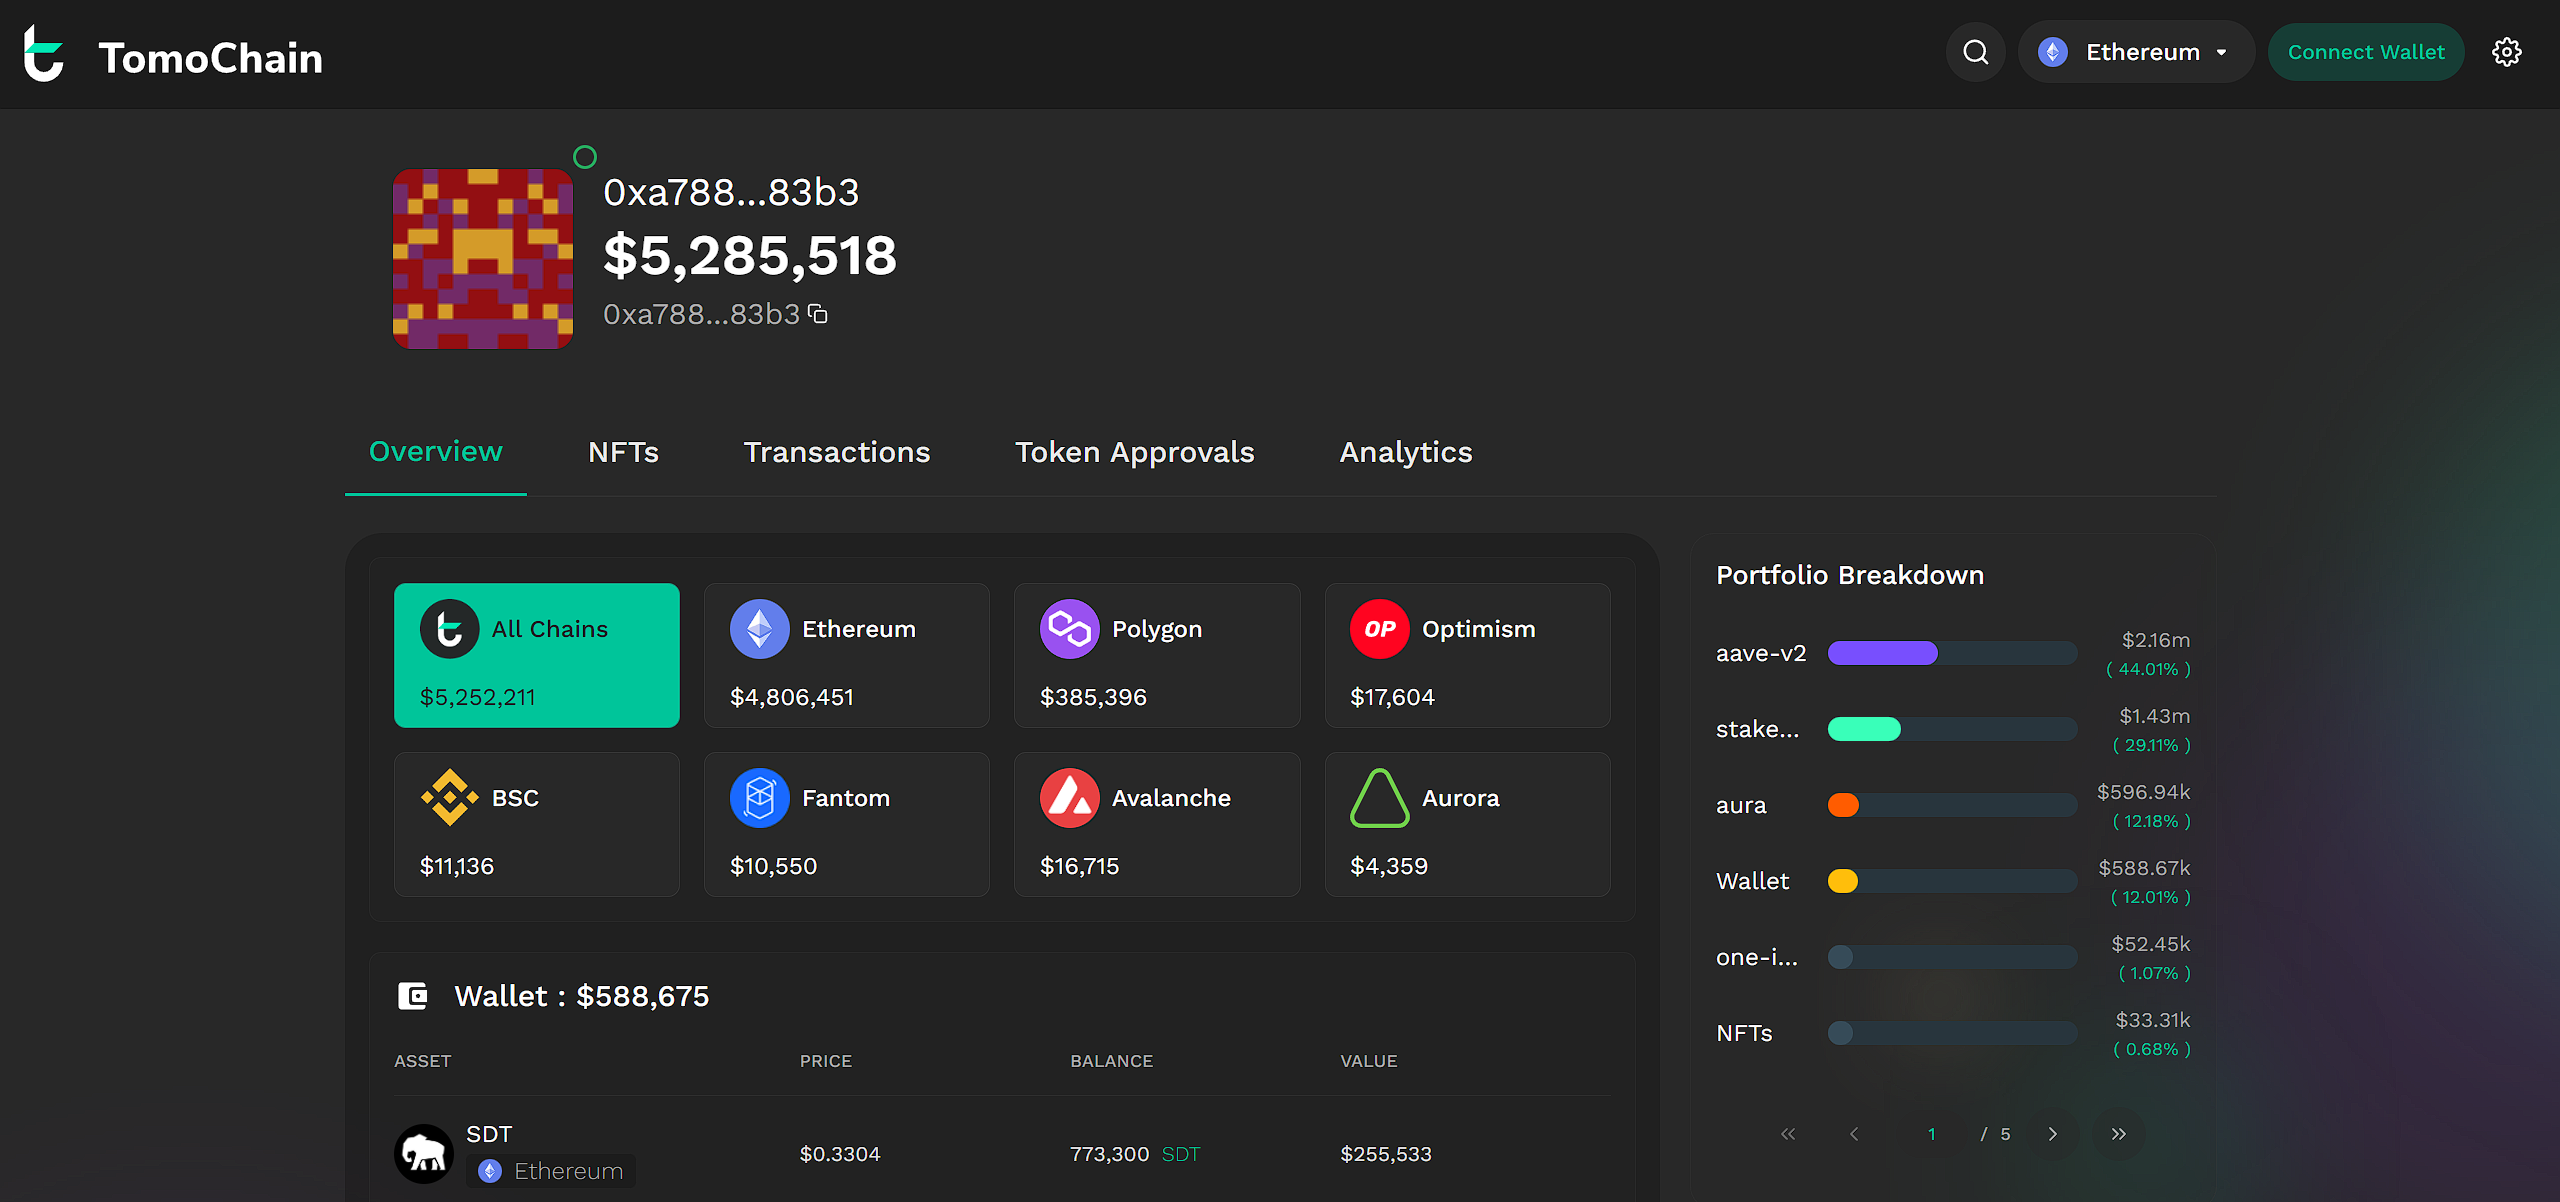 TomoChain
Ethereum
Connect Wallet
0xa788...83b3
$5,285,518
0xa788...83b3
Overview
NFTs
Transactions
Token Approvals
Analytics
All Chains
$5,252,211
Ethereum
$4,806,451
Polygon
$385,396
OP
Optimism
$17,604
BSC
$11,136
Fantom
$10,550
Avalanche
$16,715
Aurora
$4,359
Wallet : $588,675
ASSET PRICE BALANCE VALUE
SDT
Ethereum
$0.3304
773,300 SDT
$255,533
Portfolio Breakdown
aave-v2
$2.16m
( 44.01% )
stake...
$1.43m
( 29.11% )
aura
$596.94k
( 12.18% )
Wallet
$588.67k
( 12.01% )
one-i...
$52.45k
( 1.07% )
NFTs
$33.31k
( 0.68% )
« ‹ 1 / 5 › »